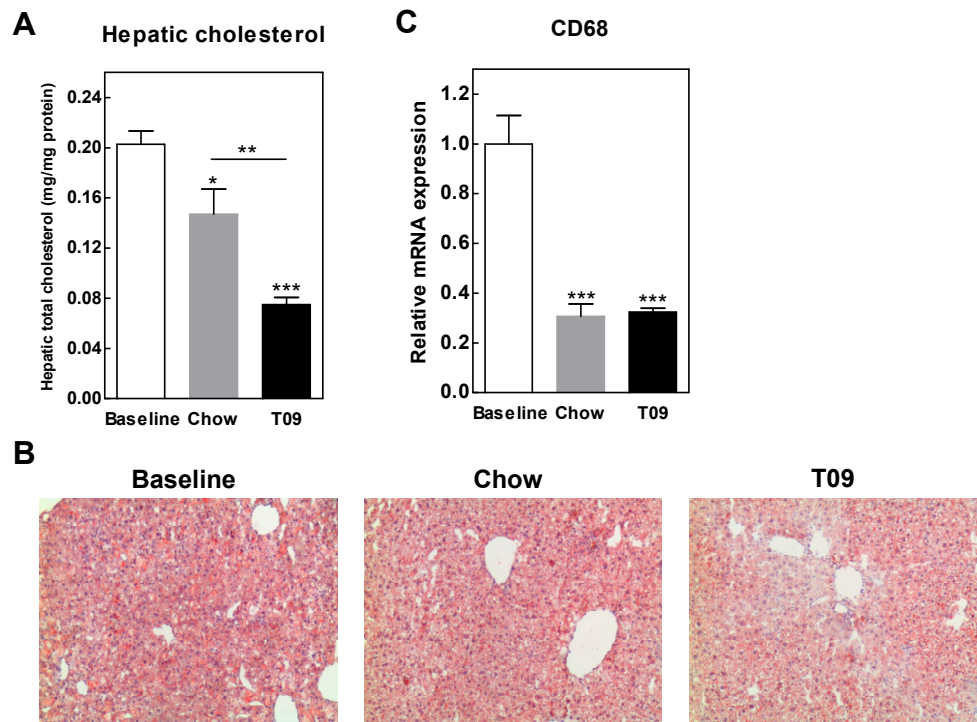 A
Hepatic cholesterol
Hepatic total cholesterol (mg/mg protein)
0.24
0.20
0.16
0.12
0.08
0.04
0.00
**
*
***
Baseline Chow T09
C
CD68
Relative mRNA expression
1.2
1.0
0.8
0.6
0.4
0.2
0.0
*** ***
Baseline Chow T09
B
Baseline Chow T09